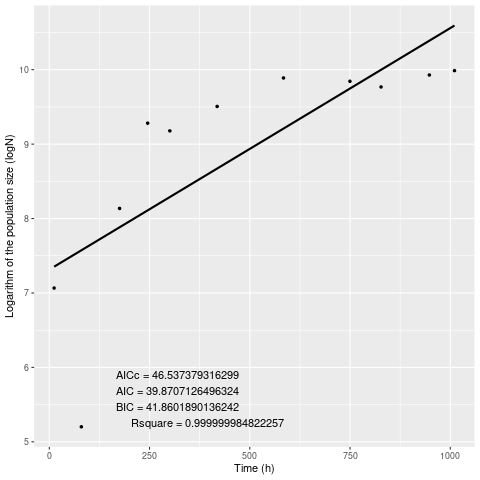 10
9
8
7
6
5
Logarithm of the population size (logN)
AICc = 46.537379316299
AIC = 39.8707126496324
BIC = 41.8601890136242
Rsquare = 0.999999984822257
0 250 500 750 1000
Time (h)